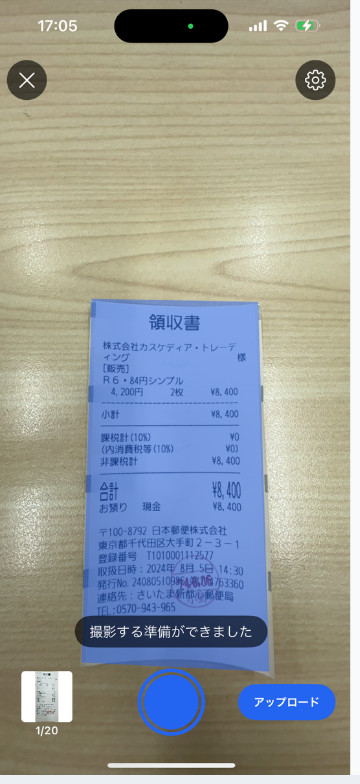 17:05
領収書
株式会社カスケディア・トレーデ
ィング 様
[販売]
R6・84円シンプル
4,200円 2枚 ¥8,400
小計 ¥8,400
課税計(10%) ¥0
(内消費税等(10%) ¥0)
非課税計 ¥8,400
合計 ¥8,400
お預り 現金 ¥8,400
〒100-8792 日本郵便株式会社
東京都千代田区大手町2-3-1
登録番号 T1010001112577
取扱日時:2024年 8月 5日 14:30
発行No.
連絡先:さいたま新都心郵便局
TEL:0570-943-965
撮影する準備ができました
1/20
アップロード